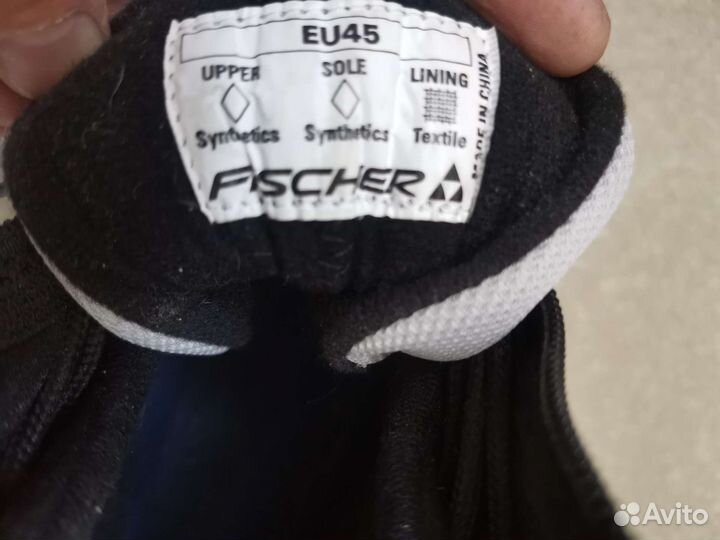 EU45
UPPER SOLE LINING
Synthetics Synthetics Textile
FISCHER
MADE IN CHINA
Avito